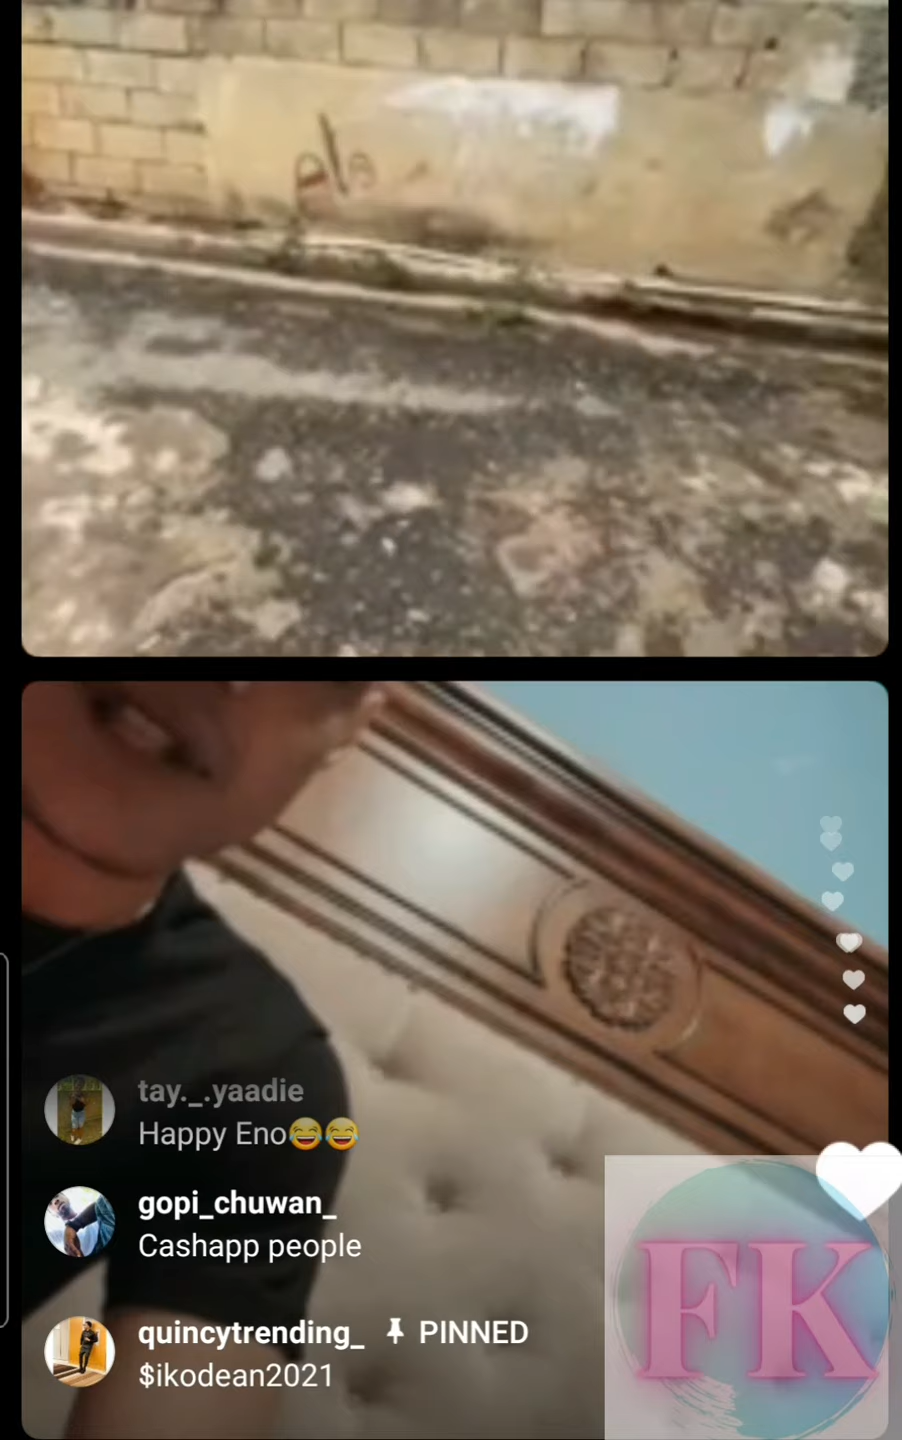 tay._.yaadie
Happy Eno😂😂
gopi_chuwan_
Cashapp people
quincytrending_ PINNED
$ikodean2021
FK